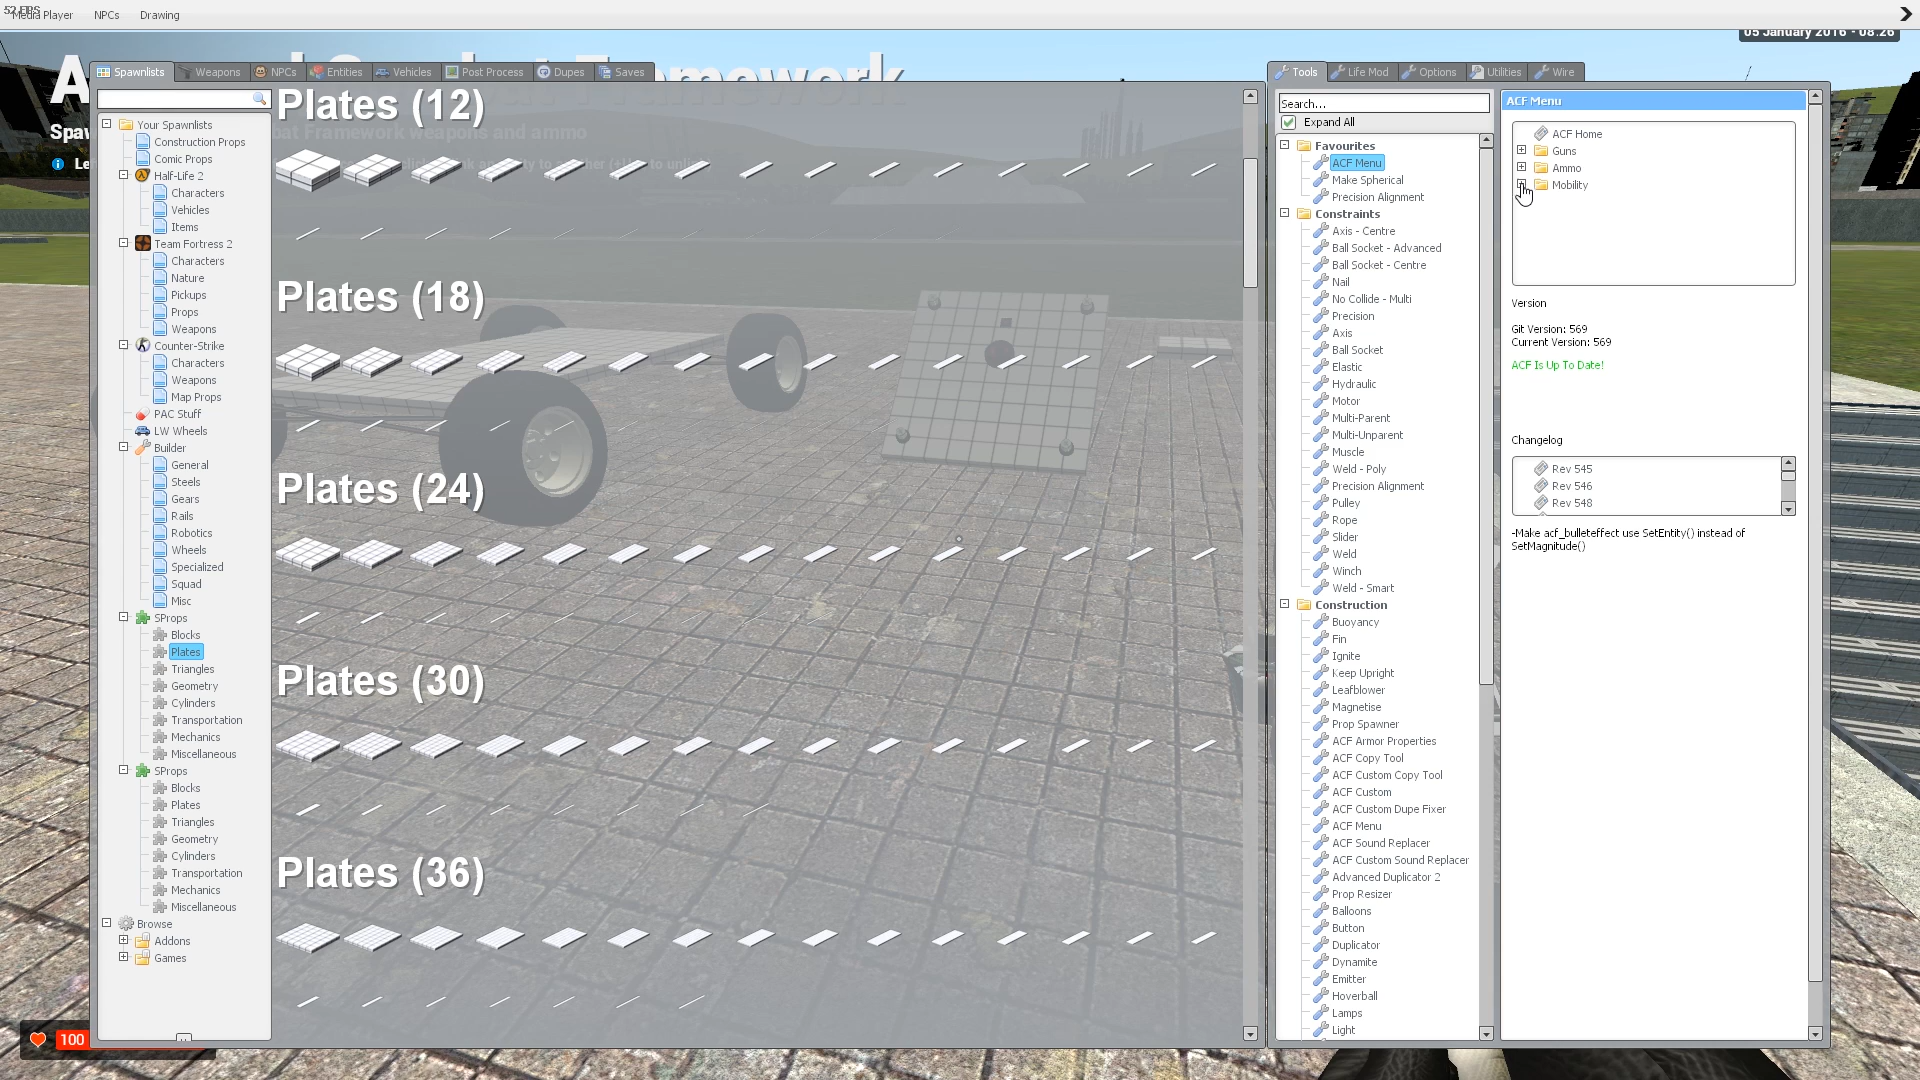 52 FPS
Media Player NPCs Drawing
05 January 2016 - 08:26
Spawnlists Weapons NPCs Entities Vehicles Post Process Dupes Saves
Your Spawnlists
Construction Props
Comic Props
Half-Life 2
Characters
Vehicles
Items
Team Fortress 2
Characters
Nature
Pickups
Props
Weapons
Counter-Strike
Characters
Weapons
Map Props
PAC Stuff
LW Wheels
Builder
General
Steels
Gears
Rails
Robotics
Wheels
Specialized
Squad
Misc
SProps
Blocks
Plates
Triangles
Geometry
Cylinders
Transportation
Mechanics
Miscellaneous
SProps
Blocks
Plates
Triangles
Geometry
Cylinders
Transportation
Mechanics
Miscellaneous
Browse
Addons
Games
100
Plates (12)
Plates (18)
Plates (24)
Plates (30)
Plates (36)
Tools Life Mod Options Utilities Wire
Search...
Expand All
Favourites
ACF Menu
Make Spherical
Precision Alignment
Constraints
Axis - Centre
Ball Socket - Advanced
Ball Socket - Centre
Nail
No Collide - Multi
Precision
Axis
Ball Socket
Elastic
Hydraulic
Motor
Multi-Parent
Multi-Unparent
Muscle
Weld - Poly
Precision Alignment
Pulley
Rope
Slider
Weld
Winch
Weld - Smart
Construction
Buoyancy
Fin
Ignite
Keep Upright
Leafblower
Magnetise
Prop Spawner
ACF Armor Properties
ACF Copy Tool
ACF Custom Copy Tool
ACF Custom
ACF Custom Dupe Fixer
ACF Menu
ACF Sound Replacer
ACF Custom Sound Replacer
Advanced Duplicator 2
Prop Resizer
Balloons
Button
Duplicator
Dynamite
Emitter
Hoverball
Lamps
Light
ACF Menu
ACF Home
Guns
Ammo
Mobility
Version
Git Version: 569
Current Version: 569
ACF Is Up To Date!
Changelog
Rev 545
Rev 546
Rev 548
-Make acf_bulleteffect use SetEntity() instead of
SetMagnitude()